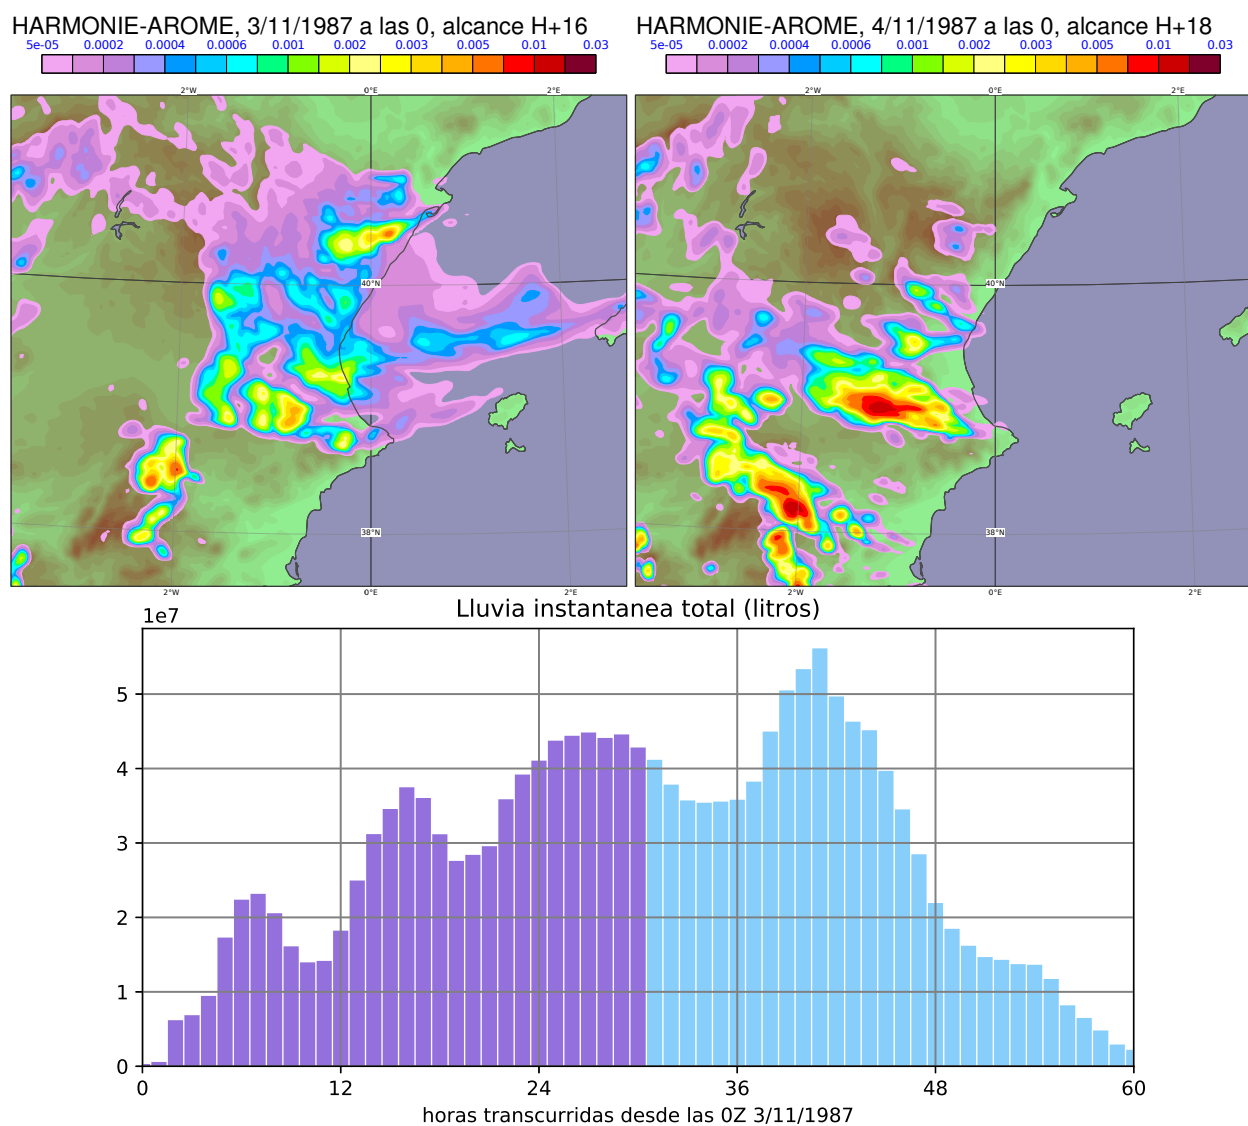 HARMONIE-AROME, 3/11/1987 a las 0, alcance H+16
5e-05 0.0002 0.0004 0.0006 0.001 0.002 0.003 0.005 0.01 0.03
2°W 0°E 2°E
40°N
38°N
2°W 0°E 2°E
HARMONIE-AROME, 4/11/1987 a las 0, alcance H+18
5e-05 0.0002 0.0004 0.0006 0.001 0.002 0.003 0.005 0.01 0.03
2°W 0°E 2°E
40°N
38°N
2°W 0°E 2°E
Lluvia instantanea total (litros)
1e7
5
4
3
2
1
0
0 12 24 36 48 60
horas transcurridas desde las 0Z 3/11/1987